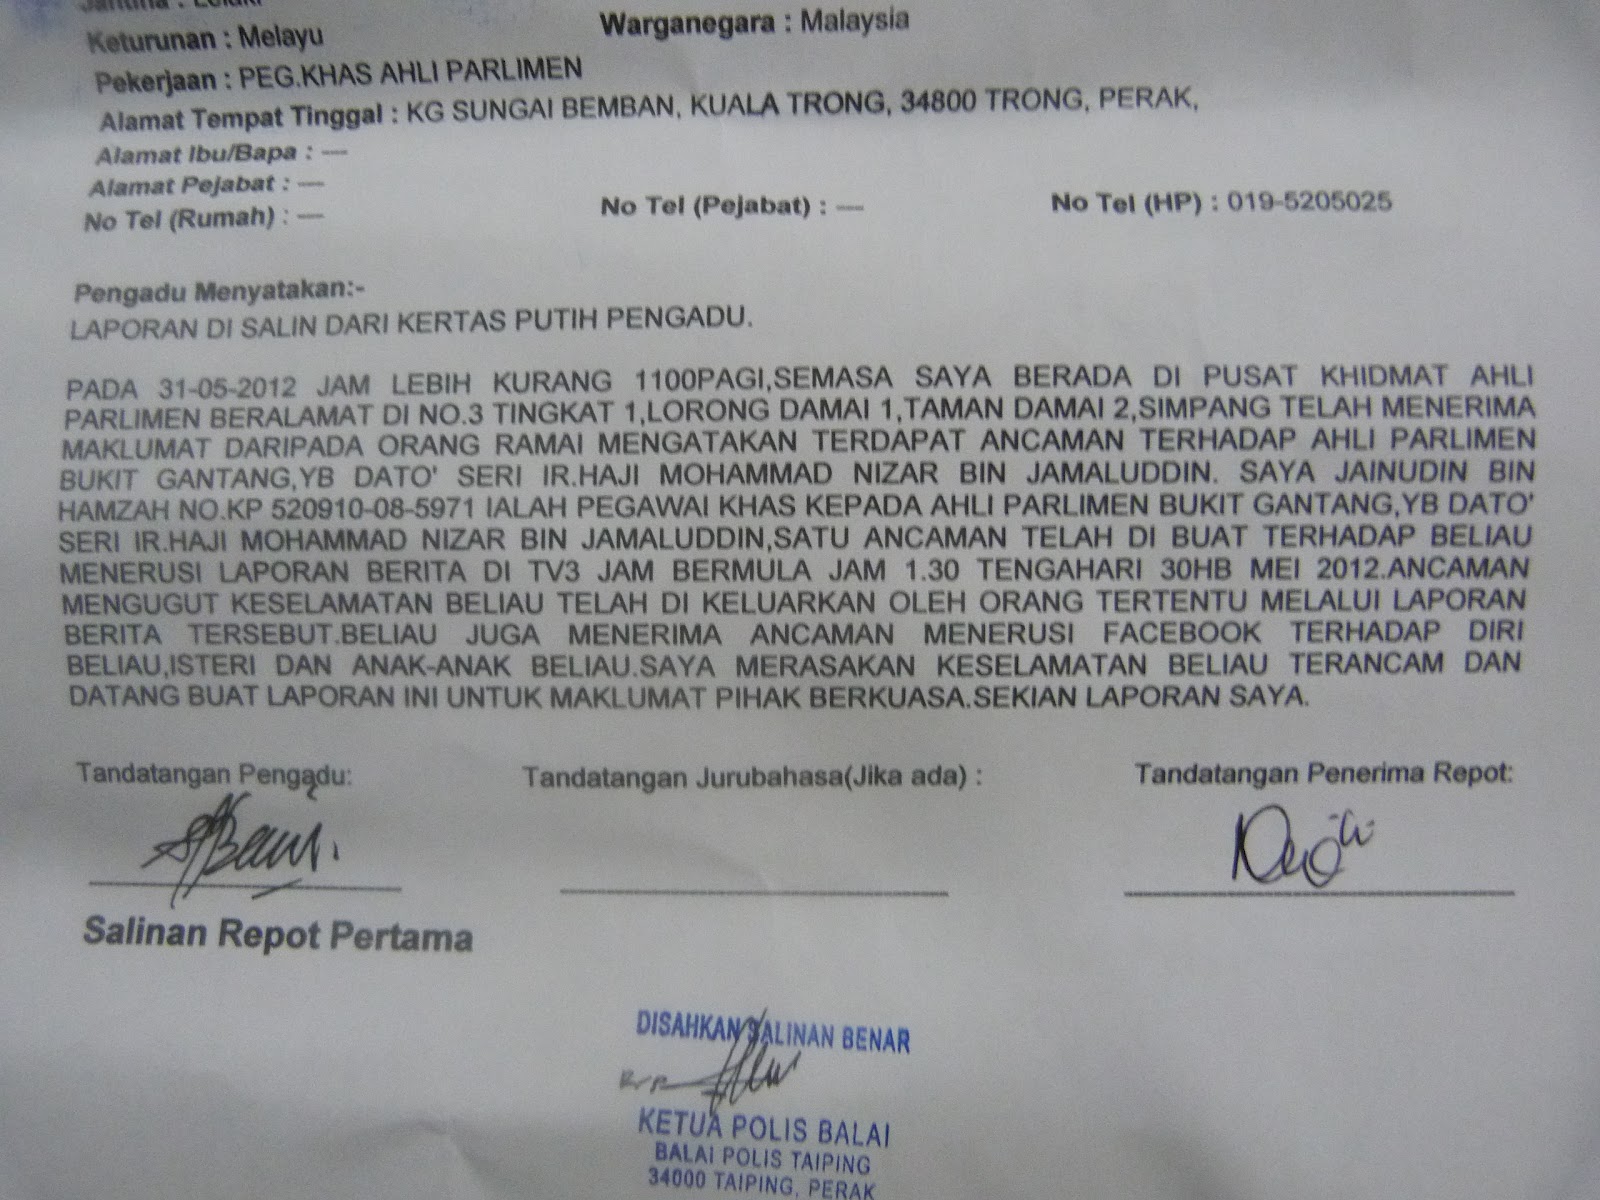 Jantina : Lelaki
Keturunan : Melayu
Warganegara : Malaysia
Pekerjaan : PEG.KHAS AHLI PARLIMEN
Alamat Tempat Tinggal : KG SUNGAI BEMBAN, KUALA TRONG, 34800 TRONG, PERAK,
Alamat Ibu/Bapa : —
Alamat Pejabat : —
No Tel (Rumah) : — No Tel (Pejabat) : — No Tel (HP) : 019-5205025
Pengadu Menyatakan:-
LAPORAN DI SALIN DARI KERTAS PUTIH PENGADU.
PADA 31-05-2012 JAM LEBIH KURANG 1100PAGI,SEMASA SAYA BERADA DI PUSAT KHIDMAT AHLI
PARLIMEN BERALAMAT DI NO.3 TINGKAT 1,LORONG DAMAI 1,TAMAN DAMAI 2,SIMPANG TELAH MENERIMA
MAKLUMAT DARIPADA ORANG RAMAI MENGATAKAN TERDAPAT ANCAMAN TERHADAP AHLI PARLIMEN
BUKIT GANTANG,YB DATO' SERI IR.HAJI MOHAMMAD NIZAR BIN JAMALUDDIN. SAYA JAINUDIN BIN
HAMZAH NO.KP 520910-08-5971 IALAH PEGAWAI KHAS KEPADA AHLI PARLIMEN BUKIT GANTANG,YB DATO'
SERI IR.HAJI MOHAMMAD NIZAR BIN JAMALUDDIN,SATU ANCAMAN TELAH DI BUAT TERHADAP BELIAU
MENERUSI LAPORAN BERITA DI TV3 JAM BERMULA JAM 1.30 TENGAHARI 30HB MEI 2012.ANCAMAN
MENGUGUT KESELAMATAN BELIAU TELAH DI KELUARKAN OLEH ORANG TERTENTU MELALUI LAPORAN
BERITA TERSEBUT.BELIAU JUGA MENERIMA ANCAMAN MENERUSI FACEBOOK TERHADAP DIRI
BELIAU,ISTERI DAN ANAK-ANAK BELIAU.SAYA MERASAKAN KESELAMATAN BELIAU TERANCAM DAN
DATANG BUAT LAPORAN INI UNTUK MAKLUMAT PIHAK BERKUASA.SEKIAN LAPORAN SAYA.
Tandatangan Pengadu: Tandatangan Jurubahasa(Jika ada) : Tandatangan Penerima Repot:
Salinan Repot Pertama
DISAHKAN SALINAN BENAR
KETUA POLIS BALAI
BALAI POLIS TAIPING
34000 TAIPING, PERAK